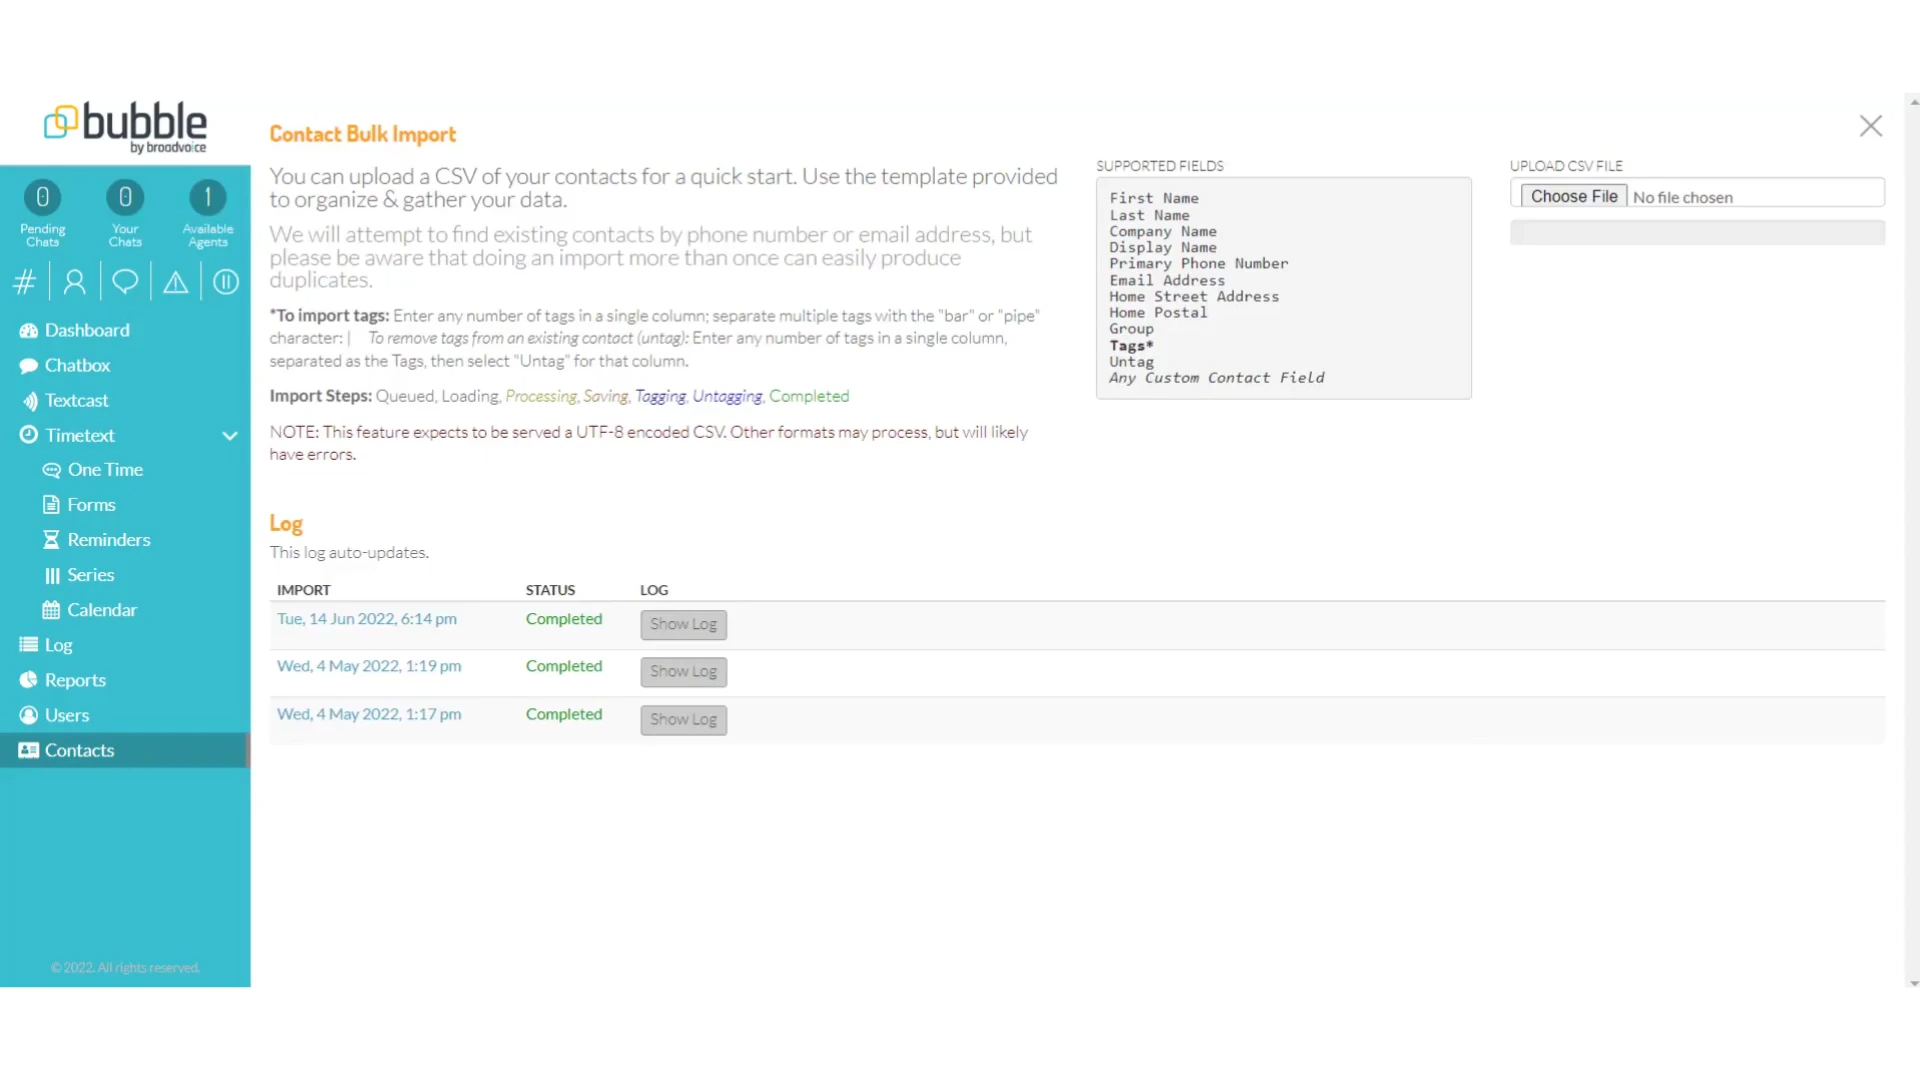 bubble
by broadvoice
0
0
1
Pending
Chats
Your
Chats
Available
Agents
Dashboard
Chatbox
Textcast
Timetext
One Time
Forms
Reminders
Series
Calendar
Log
Reports
Users
Contacts
© 2022. All rights reserved.
Contact Bulk Import
You can upload a CSV of your contacts for a quick start. Use the template provided
to organize & gather your data.
We will attempt to find existing contacts by phone number or email address, but
please be aware that doing an import more than once can easily produce
duplicates.
*To import tags: Enter any number of tags in a single column; separate multiple tags with the "bar" or "pipe"
character: | To remove tags from an existing contact (untag): Enter any number of tags in a single column,
separated as the Tags, then select "Untag" for that column.
Import Steps: Queued, Loading, Processing, Saving, Tagging, Untagging, Completed
NOTE: This feature expects to be served a UTF-8 encoded CSV. Other formats may process, but will likely
have errors.
SUPPORTED FIELDS
First Name
Last Name
Company Name
Display Name
Primary Phone Number
Email Address
Home Street Address
Home Postal
Group
Tags*
Untag
Any Custom Contact Field
UPLOAD CSV FILE
Choose File No file chosen
Log
This log auto-updates.
IMPORT STATUS LOG
Tue, 14 Jun 2022, 6:14 pm Completed Show Log
Wed, 4 May 2022, 1:19 pm Completed Show Log
Wed, 4 May 2022, 1:17 pm Completed Show Log